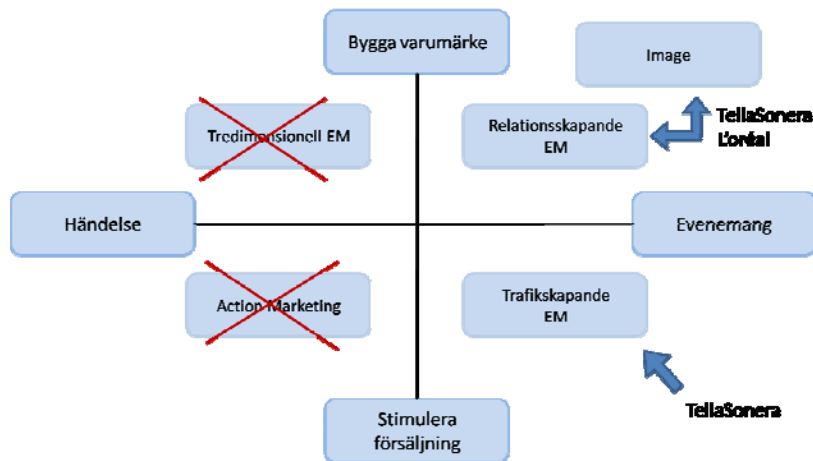 Bygga varumärke
Image
Tredimensionell EM
Relationsskapande
EM
TeliaSonera
L'oréal
Händelse
Evenemang
Action Marketing
Trafikskapande
EM
TeliaSonera
Stimulera
försäljning